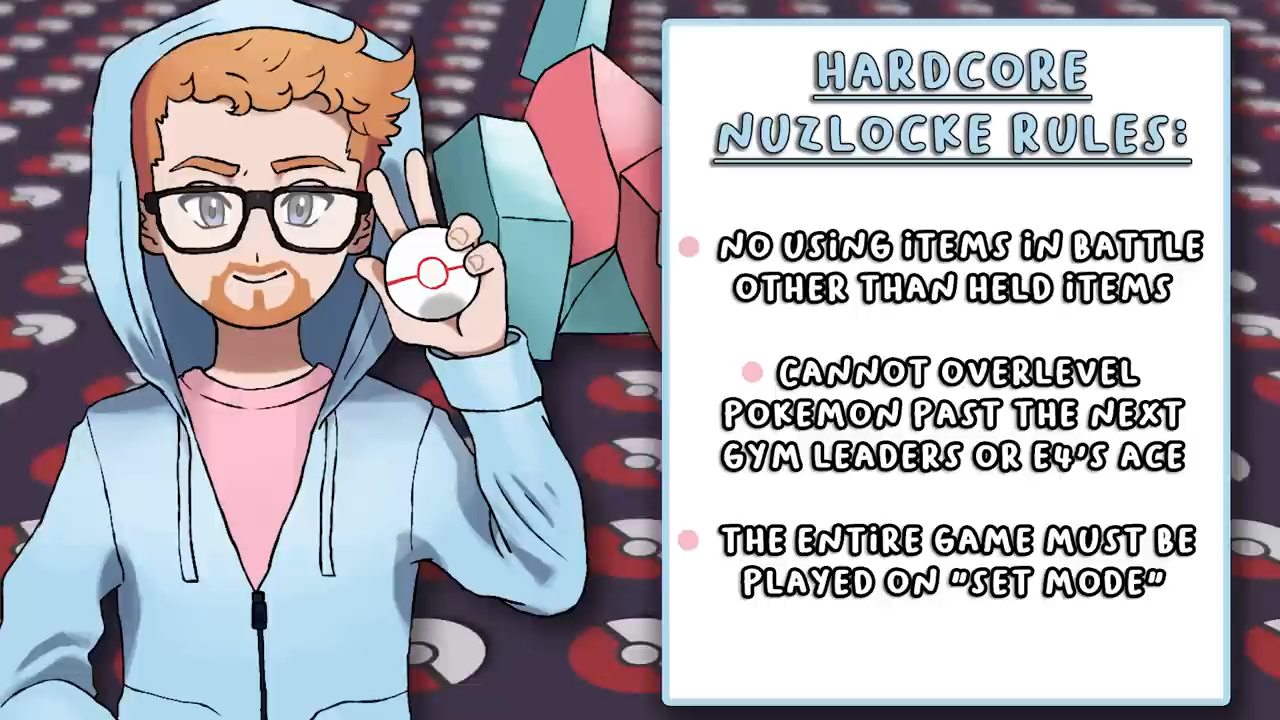 HARDCORE
NUZLOCKE RULES:
NO USING ITEMS IN BATTLE
OTHER THAN HELD ITEMS
CANNOT OVERLEVEL
POKEMON PAST THE NEXT
GYM LEADERS OR E4'S ACE
THE ENTIRE GAME MUST BE
PLAYED ON "SET MODE"